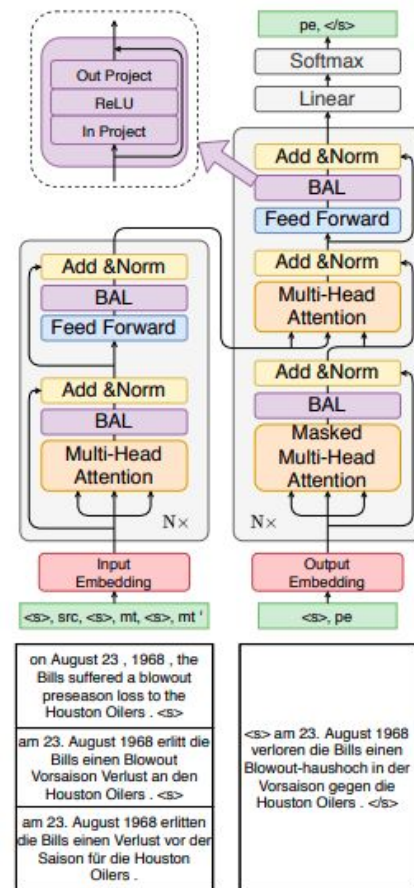 Out Project
ReLU
In Project
Add &Norm
BAL
Feed Forward
Add &Norm
BAL
Multi-Head
Attention
N×
Input
Embedding
<s>, src, <s>, mt, <s>, mt '
pe, </s>
Softmax
Linear
Add &Norm
BAL
Feed Forward
Add &Norm
Multi-Head
Attention
Add &Norm
BAL
Masked
Multi-Head
Attention
N×
Output
Embedding
<s>, pe
on August 23 , 1968 , the
Bills suffered a blowout
preseason loss to the
Houston Oilers . <s>
am 23. August 1968 erlitt die
Bills einen Blowout
Vorsaison Verlust an den
Houston Oilers . <s>
am 23. August 1968 erlitten
die Bills einen Verlust vor der
Saison für die Houston
Oilers .
<s> am 23. August 1968
verloren die Bills einen
Blowout-haushoch in der
Vorsaison gegen die
Houston Oilers . </s>